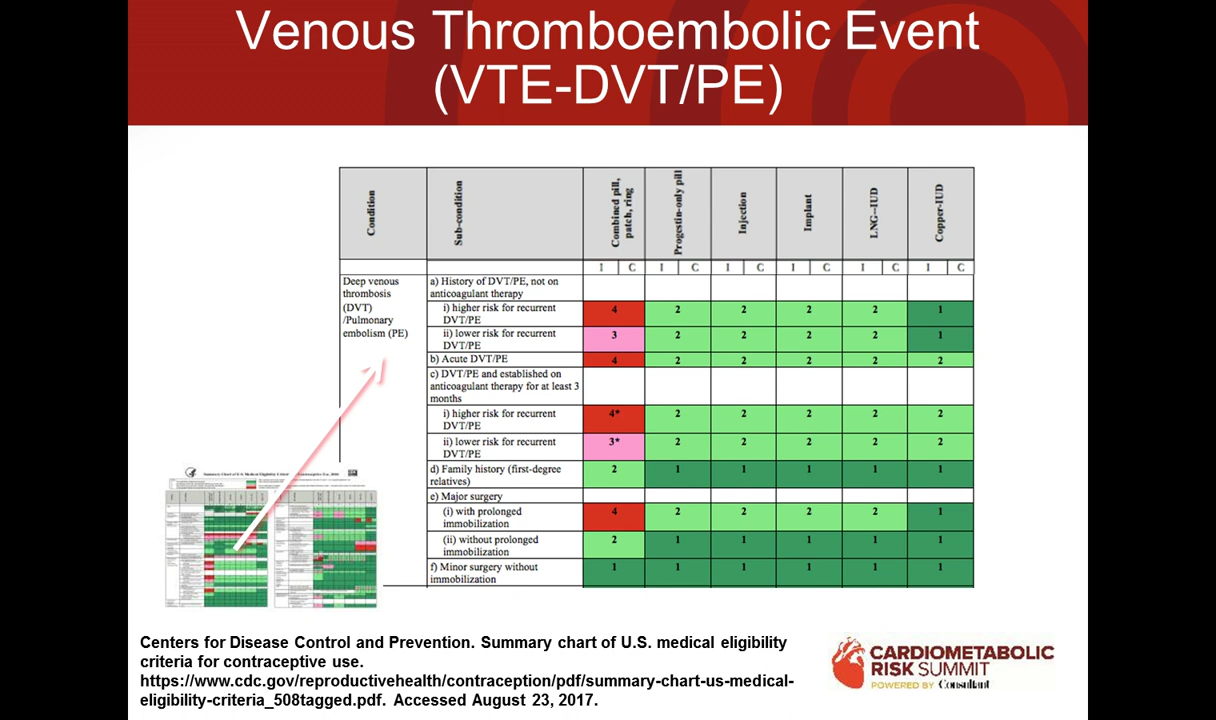 Venous Thromboembolic Event
(VTE-DVT/PE)
Condition
Sub-condition
Combined pill,
patch, ring
Progestin-only pill
Injection
Implant
LNG--IUD
Copper-IUD
I C I C I C I C I C I C
Deep venous
thrombosis
(DVT)
/Pulmonary
embolism (PE)
a) History of DVT/PE, not on
anticoagulant therapy
i) higher risk for recurrent
DVT/PE
4 2 2 2 2 1
ii) lower risk for recurrent
DVT/PE
3 2 2 2 2 1
b) Acute DVT/PE 4 2 2 2 2 2
c) DVT/PE and established on
anticoagulant therapy for at least 3
months
i) higher risk for recurrent
DVT/PE
4* 2 2 2 2 2
ii) lower risk for recurrent
DVT/PE
3* 2 2 2 2 2
d) Family history (first-degree
relatives)
2 1 1 1 1 1
e) Major surgery
(i) with prolonged
immobilization
4 2 2 2 2 1
(ii) without prolonged
immobilization
2 1 1 1 1 1
f) Minor surgery without
immobilization
1 1 1 1 1 1
Centers for Disease Control and Prevention. Summary chart of U.S. medical eligibility
criteria for contraceptive use.
https://www.cdc.gov/reproductivehealth/contraception/pdf/summary-chart-us-medical-
eligibility-criteria_508tagged.pdf. Accessed August 23, 2017.
CARDIOMETABOLIC
RISK SUMMIT
POWERED BY Consultant